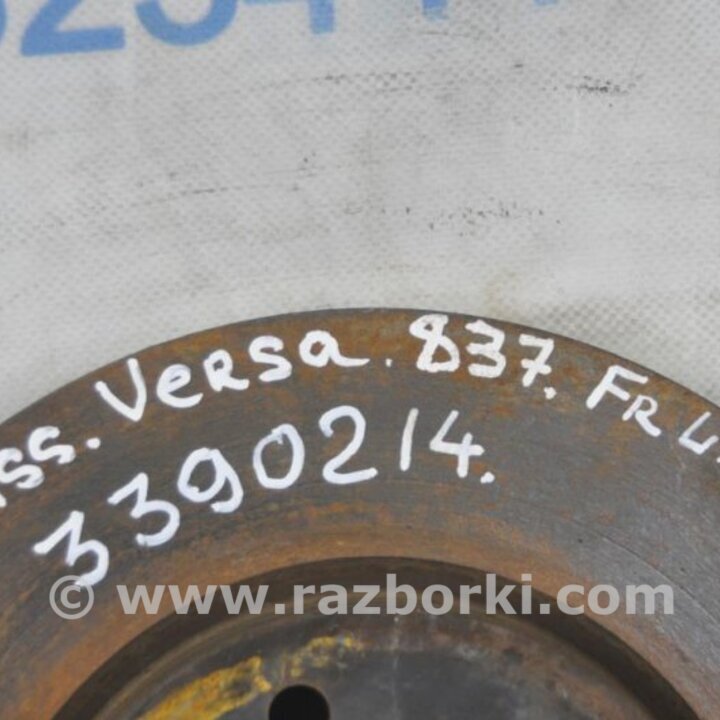 ss. Versa. 837. FR L.
3390214.
© www.razborki.com